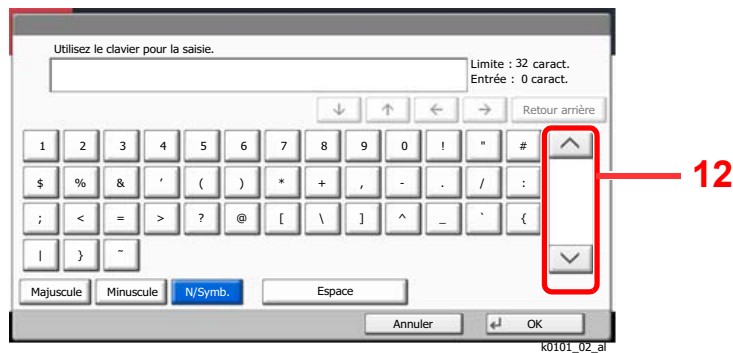 Utilisez le clavier pour la saisie.
Limite : 32 caract.
Entrée : 0 caract.
↓ ↑ ← → Retour arrière
1 2 3 4 5 6 7 8 9 0 ! " #
$ % & ' ( ) * + , - . / :
; < = > ? @ [ \ ] ^ _ ` {
| } ~
12
Majuscule Minuscule N/Symb. Espace
Annuler ↵ OK
k0101_02_al